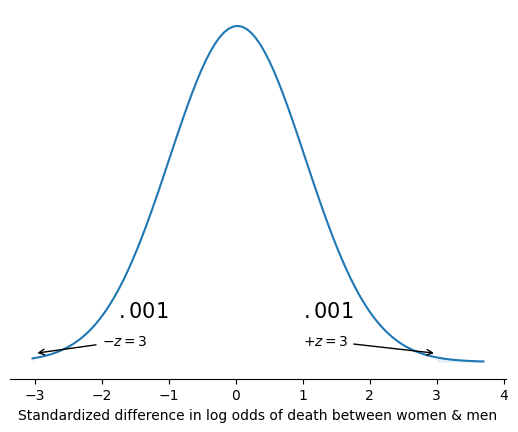 .001 .001
−z = 3 +z = 3
−3 −2 −1 0 1 2 3 4
Standardized difference in log odds of death between women & men